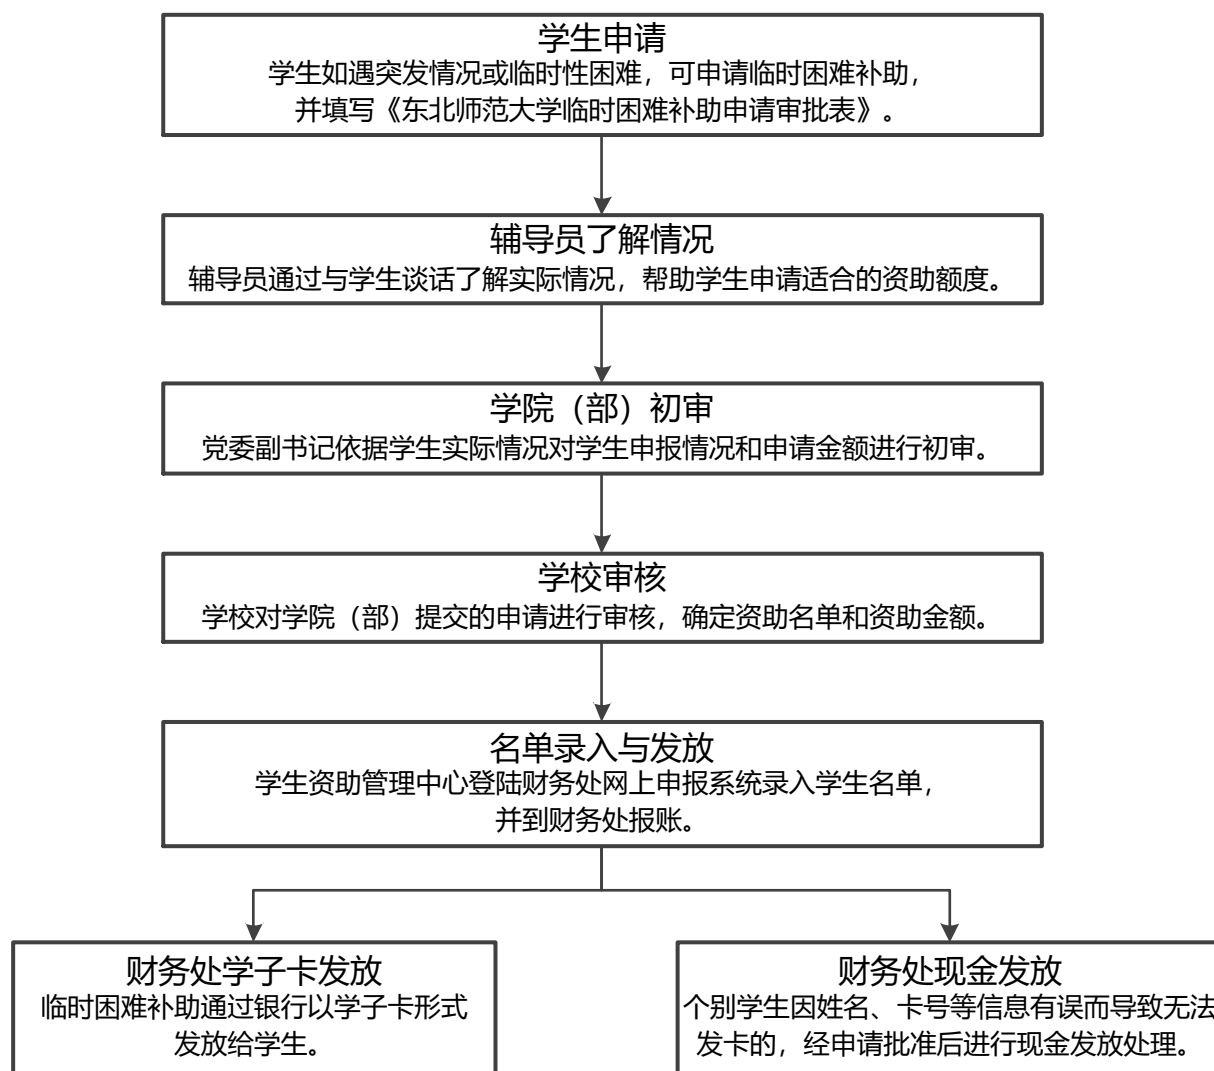 学生申请
学生如遇突发情况或临时性困难，可申请临时困难补助，
并填写《东北师范大学临时困难补助申请审批表》。
辅导员了解情况
辅导员通过与学生谈话了解实际情况，帮助学生申请适合的资助额度。
学院（部）初审
党委副书记依据学生实际情况对学生申报情况和申请金额进行初审。
学校审核
学校对学院（部）提交的申请进行审核，确定资助名单和资助金额。
名单录入与发放
学生资助管理中心登陆财务处网上申报系统录入学生名单，
并到财务处报账。
财务处学子卡发放
临时困难补助通过银行以学子卡形式
发放给学生。
财务处现金发放
个别学生因姓名、卡号等信息有误而导致无法
发卡的，经申请批准后进行现金发放处理。